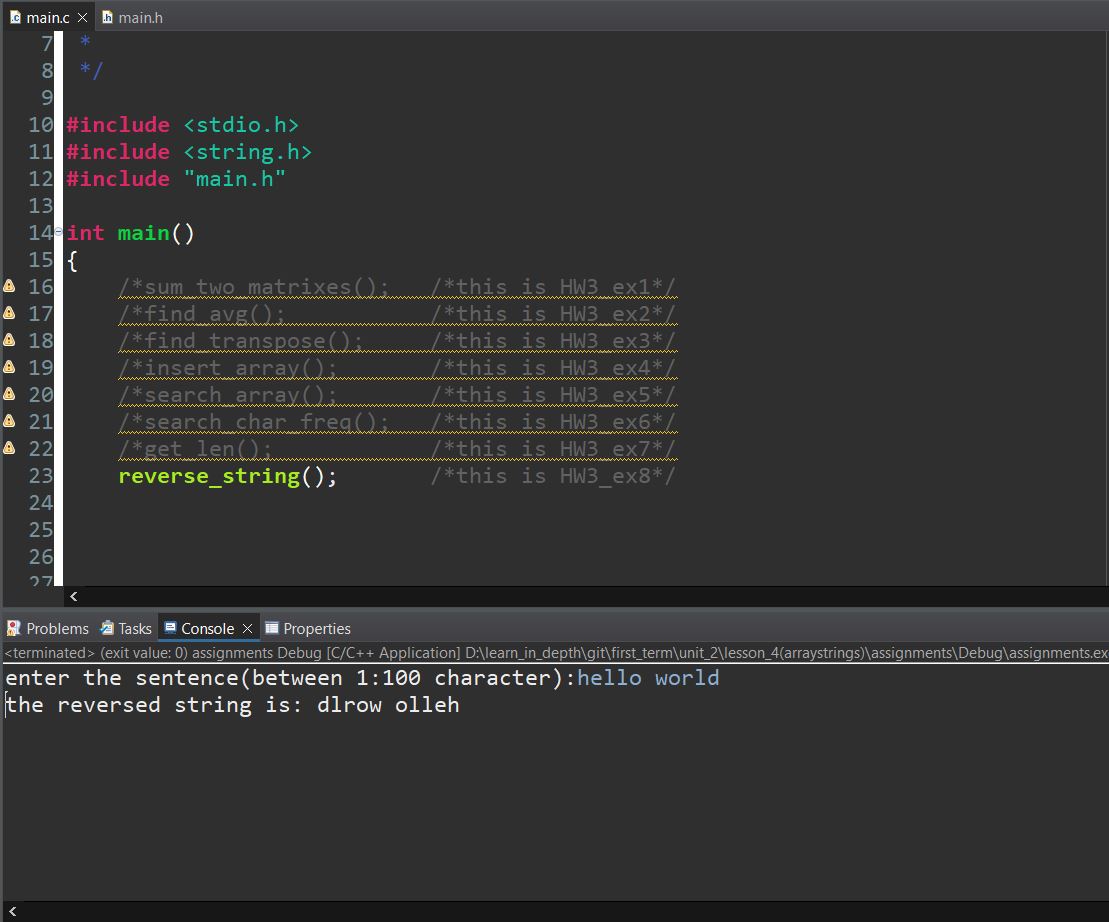 main.c main.h
7 *
8 */
9
10 #include <stdio.h>
11 #include <string.h>
12 #include "main.h"
13
14 int main()
15 {
16 /*sum_two_matrixes(); /*this is HW3_ex1*/
17 /*find_avg(); /*this is HW3_ex2*/
18 /*find_transpose(); /*this is HW3_ex3*/
19 /*insert_array(); /*this is HW3_ex4*/
20 /*search_array(); /*this is HW3_ex5*/
21 /*search_char_freq(); /*this is HW3_ex6*/
22 /*get_len(); /*this is HW3_ex7*/
23 reverse_string(); /*this is HW3_ex8*/
24
25
26
27
Problems Tasks Console Properties
<terminated> (exit value: 0) assignments Debug [C/C++ Application] D:\learn_in_depth\git\first_term\unit_2\lesson_4(arraystrings)\assignments\Debug\assignments.ex
enter the sentence(between 1:100 character):hello world
the reversed string is: dlrow olleh